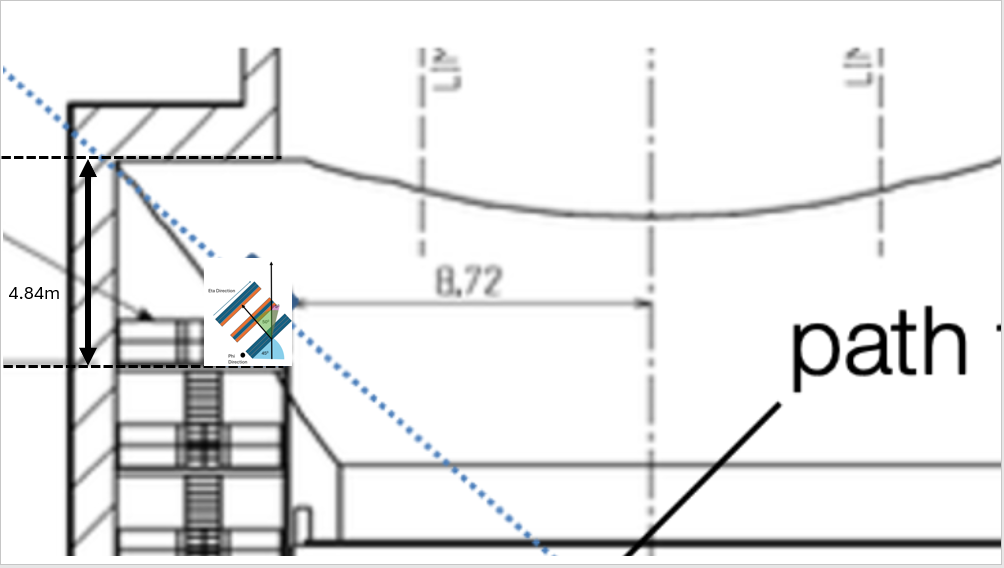 8,72
4.84m
Eta Direction
path
Phi
Direction